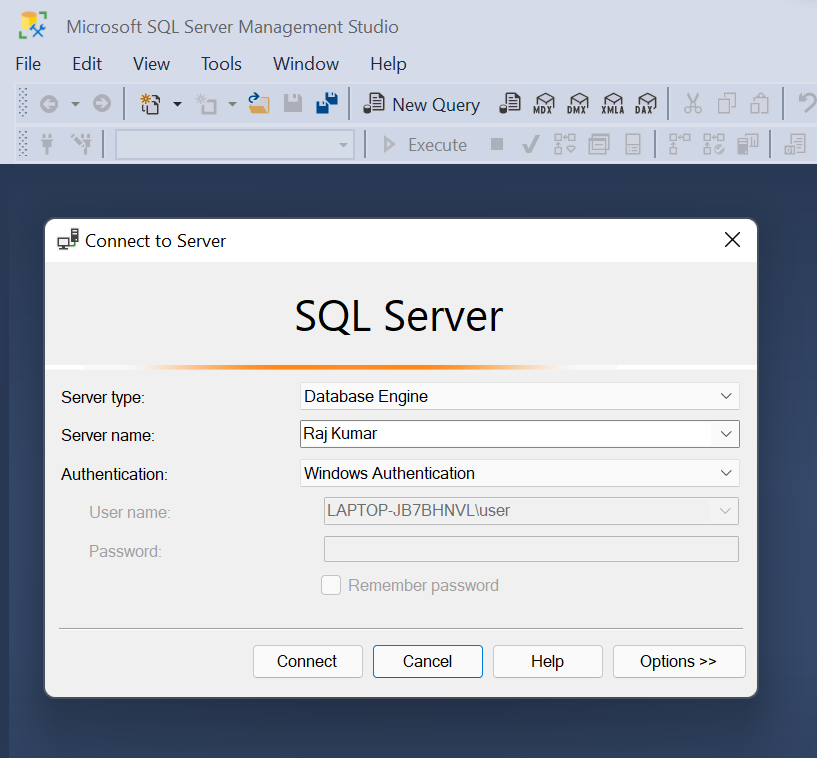 Microsoft SQL Server Management Studio
File Edit View Tools Window Help
New Query MDX DMX XMLA DAX
Execute
Connect to Server
SQL Server
Server type: Database Engine
Server name: Raj Kumar
Authentication: Windows Authentication
User name: LAPTOP-JB7BHNVL\user
Password:
Remember password
Connect Cancel Help Options >>